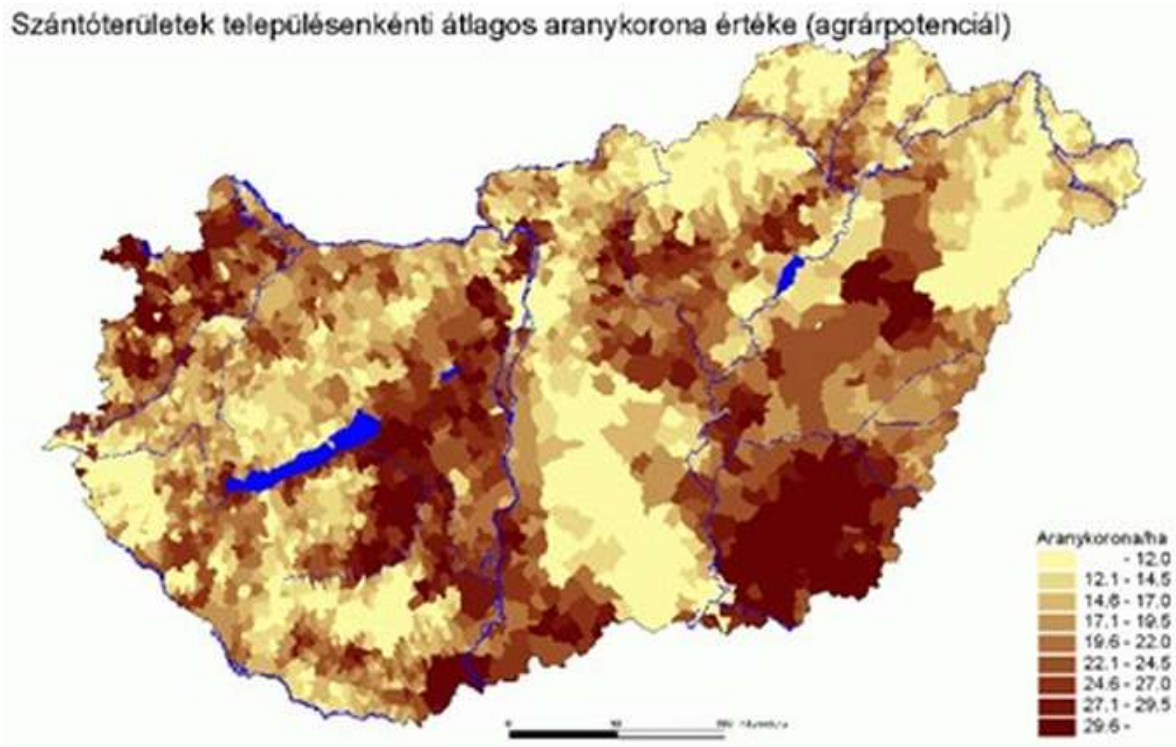 Szántóterületek településenkénti átlagos aranykorona értéke (agrárpotenciál)
Aranykorona/ha
- 12.0
12.1 - 14.5
14.6 - 17.0
17.1 - 19.5
19.6 - 22.0
22.1 - 24.5
24.6 - 27.0
27.1 - 29.5
29.6 -